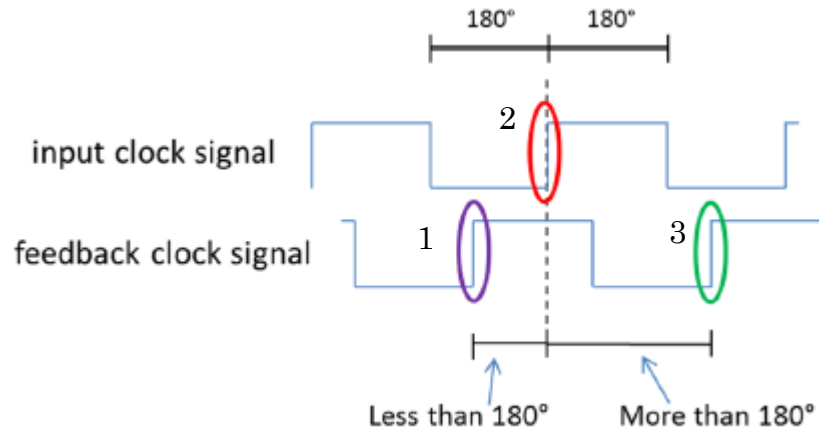 180° 180°
2
input clock signal
1
3
feedback clock signal
Less than 180° More than 180°